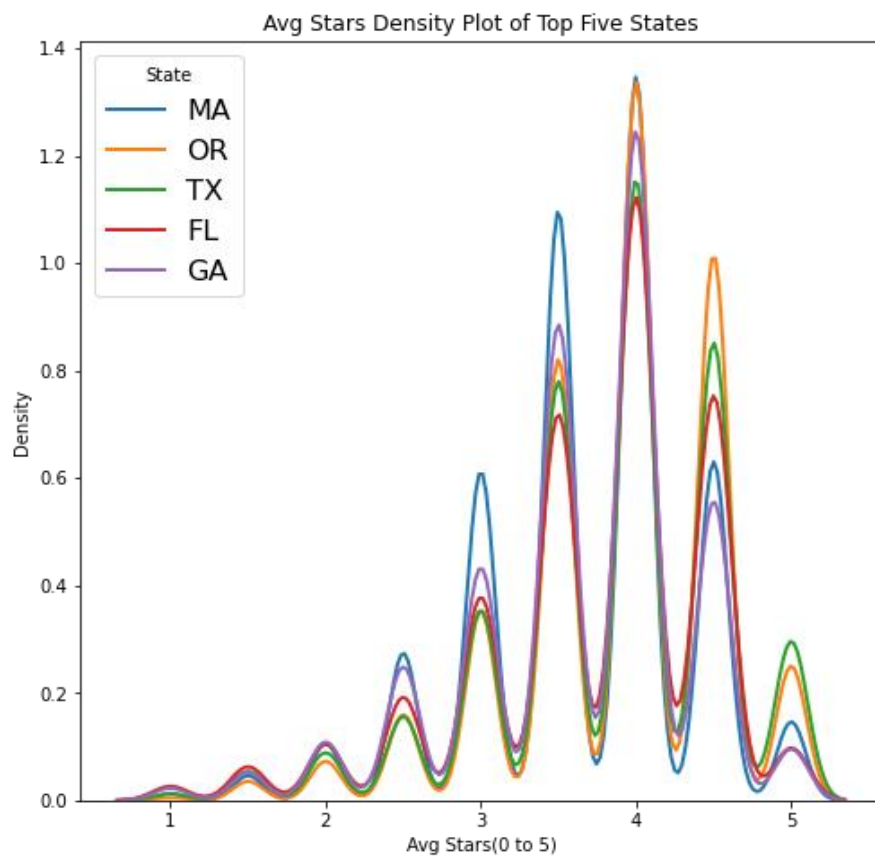 Avg Stars Density Plot of Top Five States
State
MA
OR
TX
FL
GA
1.4
1.2
1.0
0.8
0.6
0.4
0.2
0.0
Density
1 2 3 4 5
Avg Stars(0 to 5)